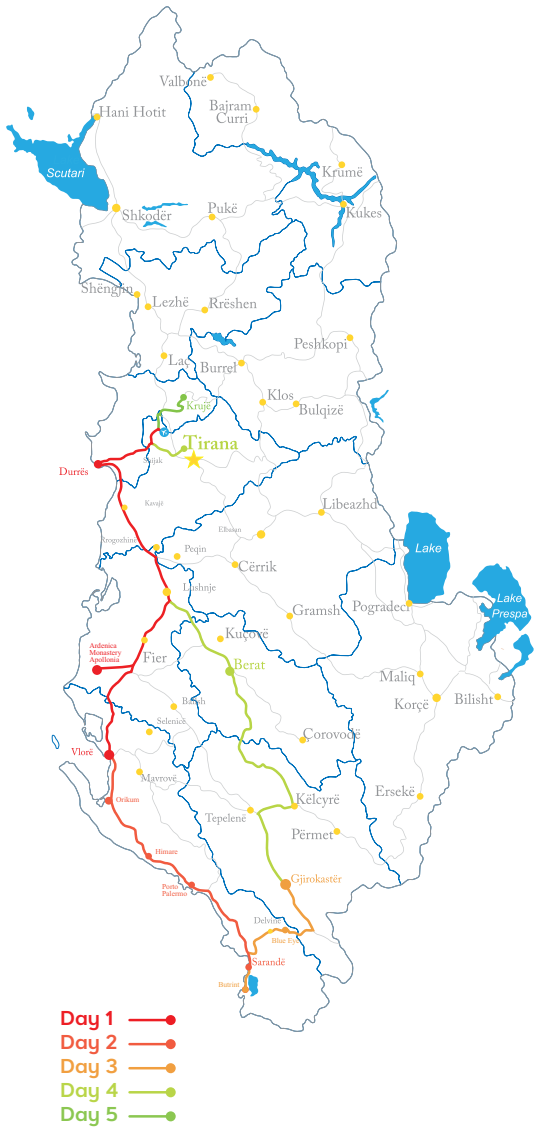 Valbonë
Bajram
Curri
Hani Hotit
Krumë
Scutari
Pukë
Kukes
Shkodër
Shëngjin
Lezhë
Rrëshen
Peshkopi
Laç
Burrel
Klos
Krujë
Bulqizë
Tirana
Durrës
Kavajë
Libeazhd
Elbasan
Rrogozhinë
Peqin
Lake
Cërrik
Lushnje
Lake
Prespa
Pogradeci
Gramsh
Kuçovë
Ardenica
Monastery
Apollonia
Fier
Berat
Maliq
Korçë
Bilisht
Selenicë
Çorovodë
Vlorë
Mavrovë
Orikum
Këlcyrë
Ersekë
Tepelenë
Përmet
Himare
Gjirokastër
Porto
Palermo
Delvinë
Blue Eye
Sarandë
Butrint
Day 1
Day 2
Day 3
Day 4
Day 5